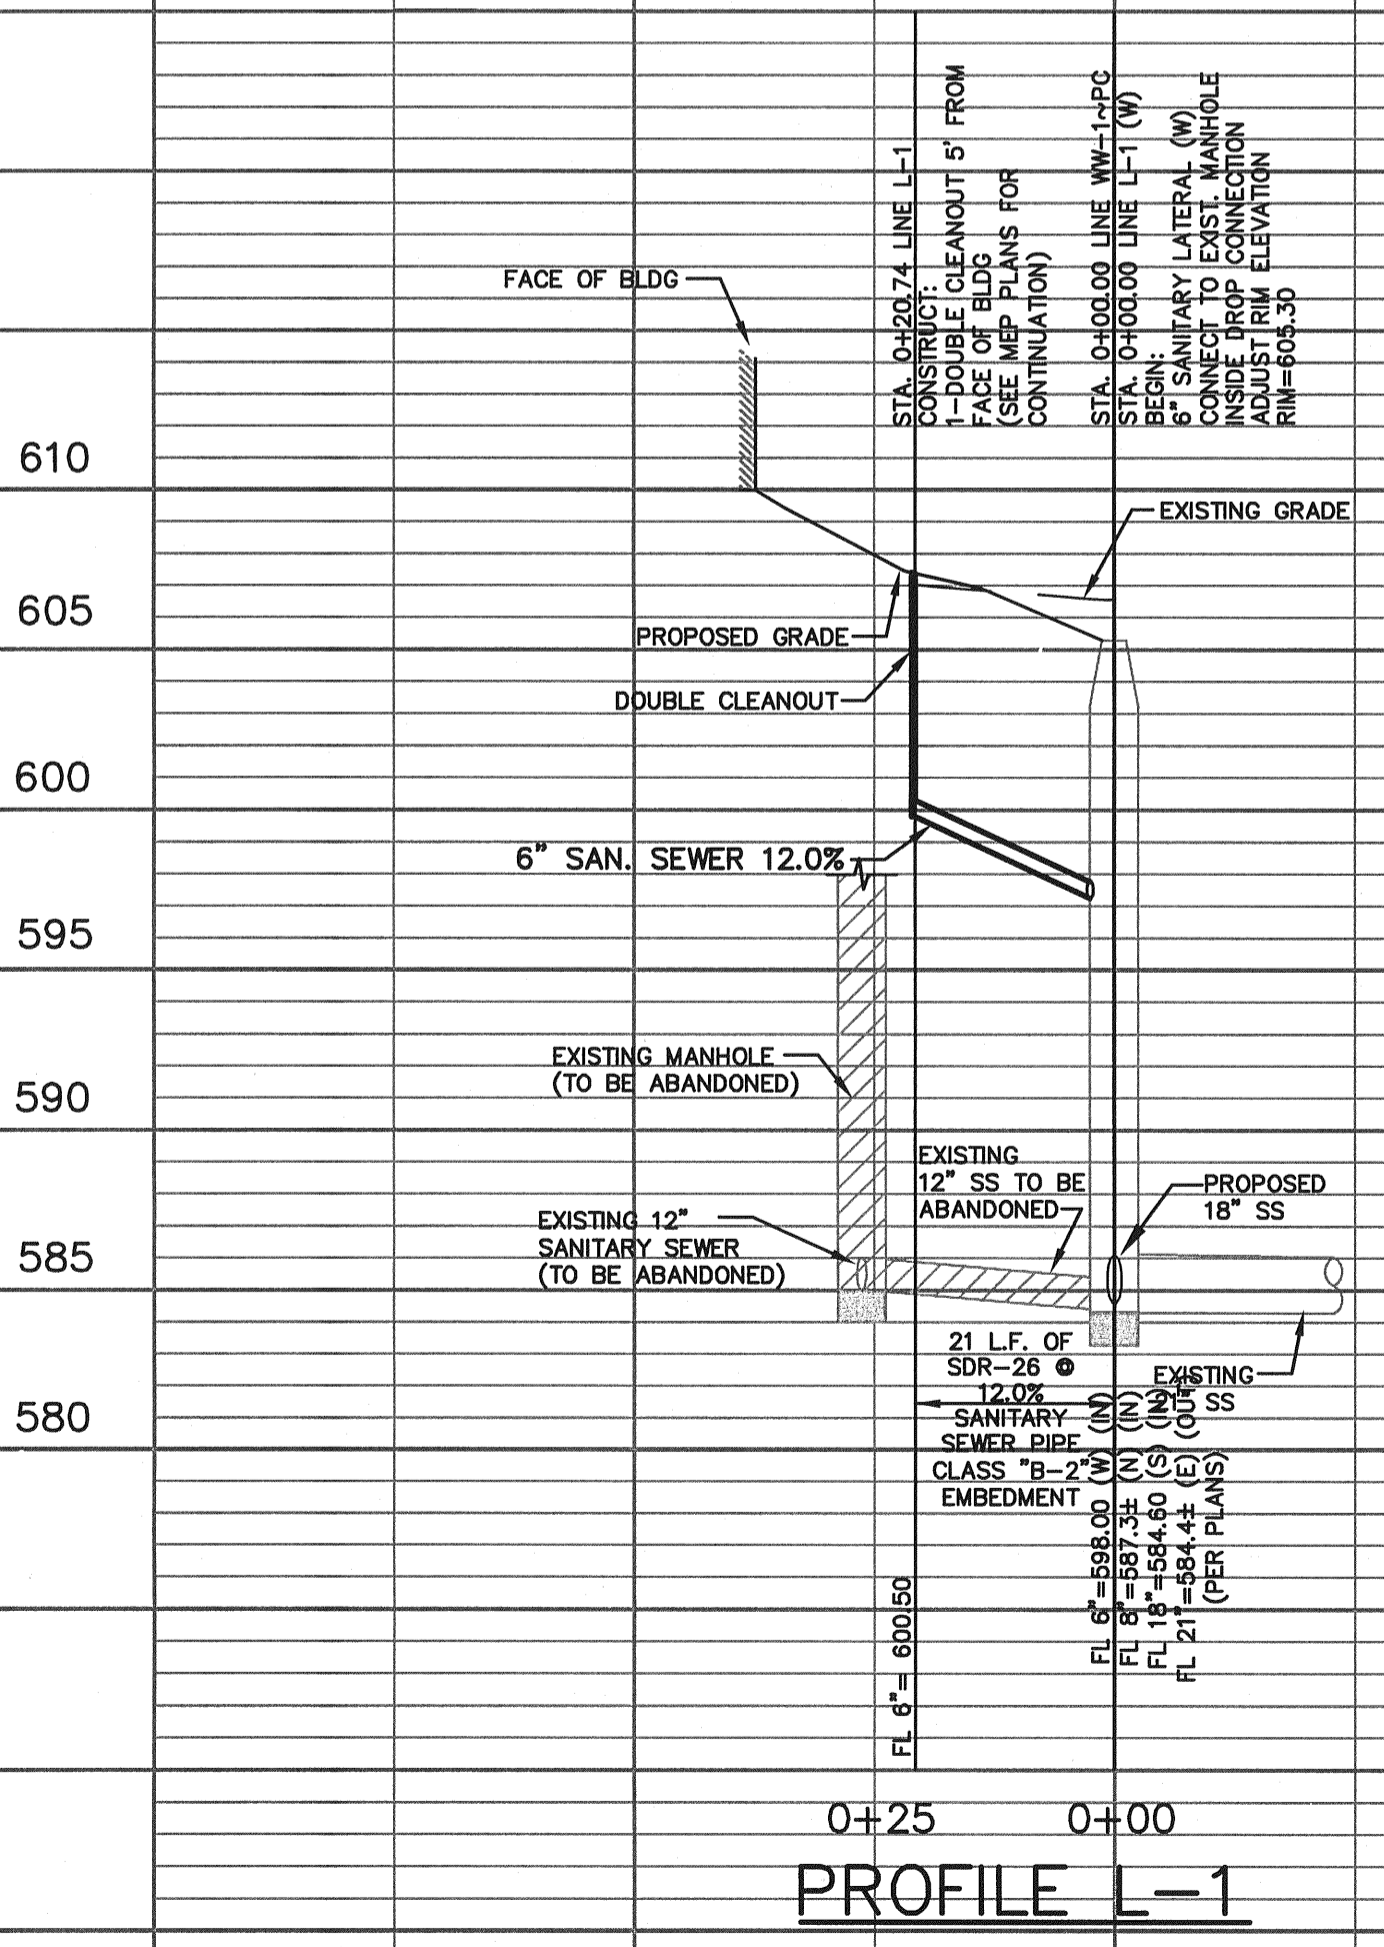 STA. 0+20.74 LINE L-1
CONSTRUCT:
1-DOUBLE CLEANOUT 5' FROM
FACE OF BLDG
(SEE MEP PLANS FOR
CONTINUATION)
STA. 0+00.00 LINE WW-1~PC
STA. 0+00.00 LINE L-1 (W)
BEGIN:
6" SANITARY LATERAL (W)
CONNECT TO EXIST. MANHOLE
INSIDE DROP CONNECTION
ADJUST RIM ELEVATION
RIM=605.30
FACE OF BLDG
610
EXISTING GRADE
605
PROPOSED GRADE
DOUBLE CLEANOUT
600
6" SAN. SEWER 12.0%
595
EXISTING MANHOLE
(TO BE ABANDONED)
590
EXISTING
12" SS TO BE
ABANDONED
PROPOSED
18" SS
EXISTING 12"
SANITARY SEWER
(TO BE ABANDONED)
585
21 L.F. OF
SDR-26 @
12.0%
SANITARY
SEWER PIPE
CLASS "B-2"
EMBEDMENT
EXISTING
21" SS
580
FL 6"= 600.50
FL 6"=598.00 (W) (IN)
FL 8"=587.3± (N) (IN)
FL 18"=584.60 (S) (IN)
FL 21"=584.4± (E) (OUT)
(PER PLANS)
0+25
0+00
PROFILE L-1